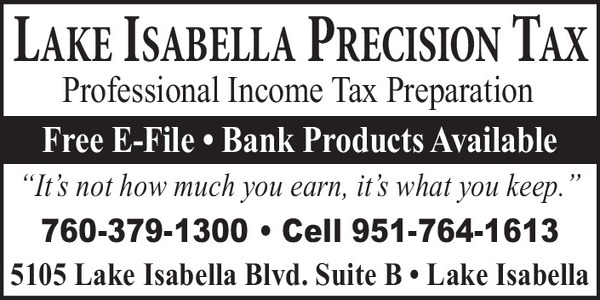 LAKE ISABELLA PRECISION TAX
Professional Income Tax Preparation
Free E-File • Bank Products Available
“It’s not how much you earn, it’s what you keep.”
760-379-1300 • Cell 951-764-1613
5105 Lake Isabella Blvd. Suite B • Lake Isabella